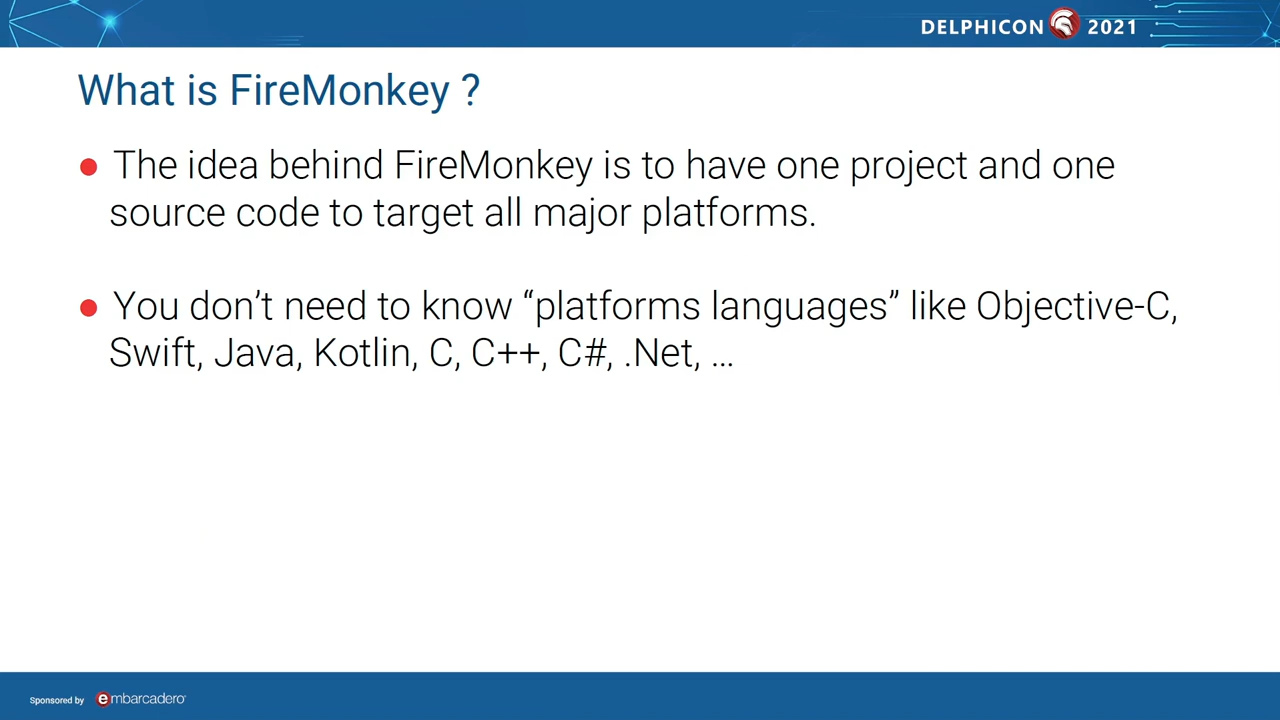 DELPHICON 2021
What is FireMonkey ?
The idea behind FireMonkey is to have one project and one
source code to target all major platforms.
You don’t need to know “platforms languages” like Objective-C,
Swift, Java, Kotlin, C, C++, C#, .Net, …
Sponsored by embarcadero